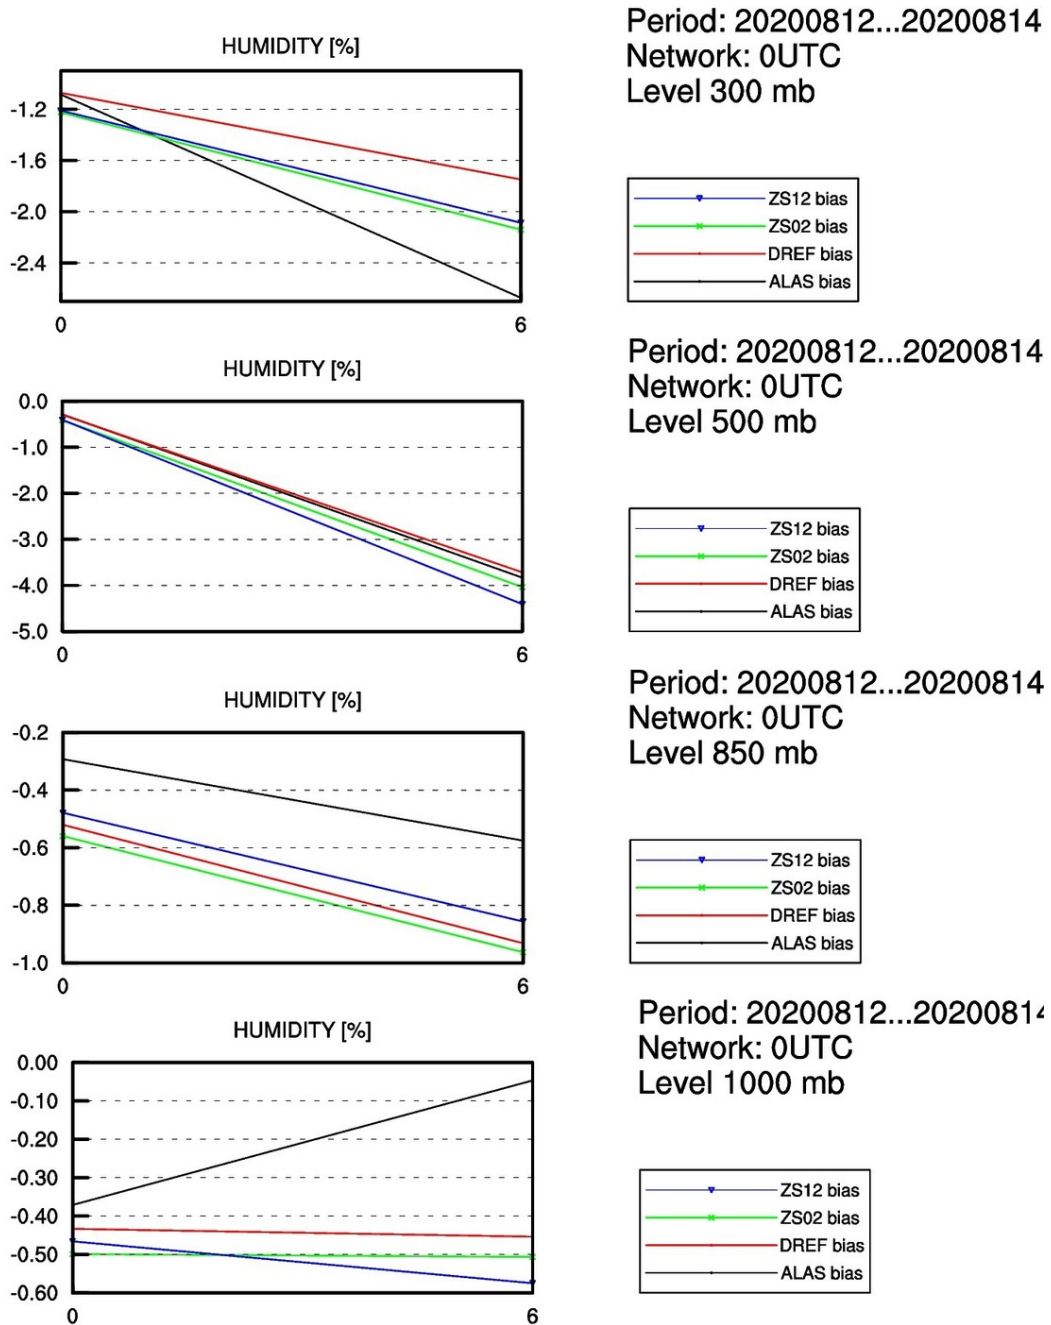 HUMIDITY [%]
Period: 20200812...20200814
Network: 0UTC
Level 300 mb
-1.2
-1.6
-2.0
-2.4
0 6
ZS12 bias
ZS02 bias
DREF bias
ALAS bias
HUMIDITY [%]
Period: 20200812...20200814
Network: 0UTC
Level 500 mb
0.0
-1.0
-2.0
-3.0
-4.0
-5.0
0 6
ZS12 bias
ZS02 bias
DREF bias
ALAS bias
HUMIDITY [%]
Period: 20200812...20200814
Network: 0UTC
Level 850 mb
-0.2
-0.4
-0.6
-0.8
-1.0
0 6
ZS12 bias
ZS02 bias
DREF bias
ALAS bias
HUMIDITY [%]
Period: 20200812...20200814
Network: 0UTC
Level 1000 mb
0.00
-0.10
-0.20
-0.30
-0.40
-0.50
-0.60
0 6
ZS12 bias
ZS02 bias
DREF bias
ALAS bias